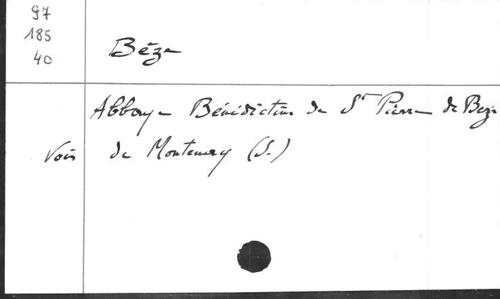 97
185
40
Bèze
Abbaye Bénédictine de St Pierre de Bèze
Voir de Montenay (S.)